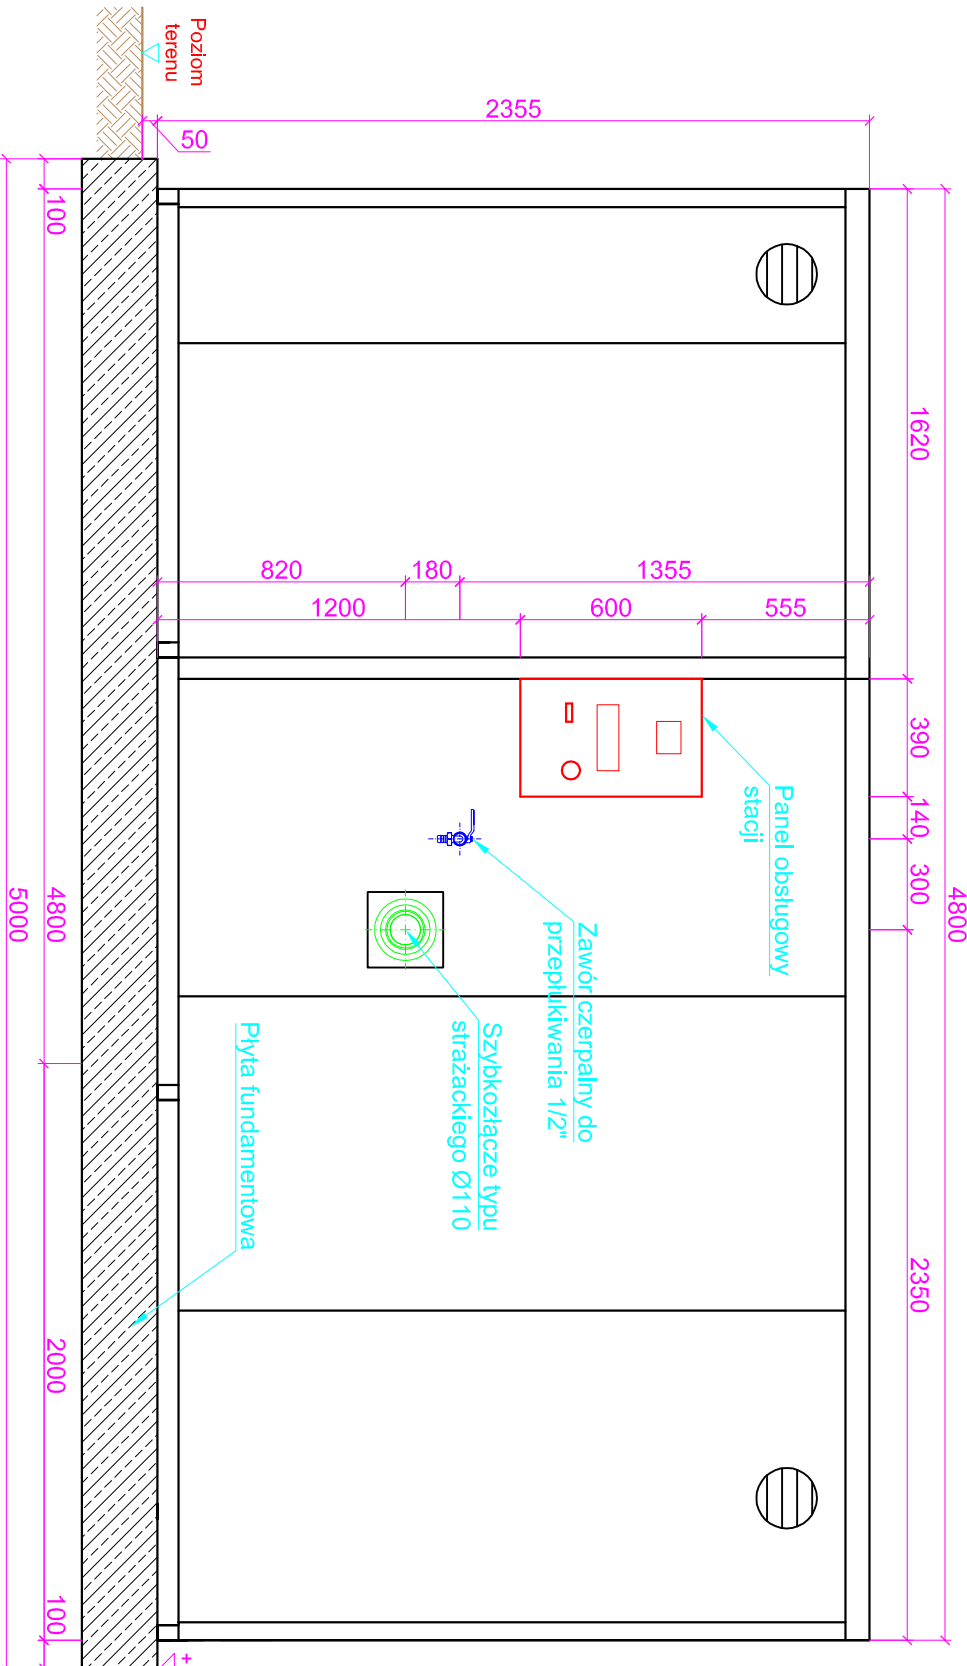 Poziom
terenu
50
2355
4800
1620
390
140
300
2350
820
180
1355
1200
600
555
Panel obsługowy
stacji
Zawór czerpalny do
przepłukiwania 1/2"
Szybkozłącze typu
strażackiego Ø110
Płyta fundamentowa
100
4800
2000
100
5000
+